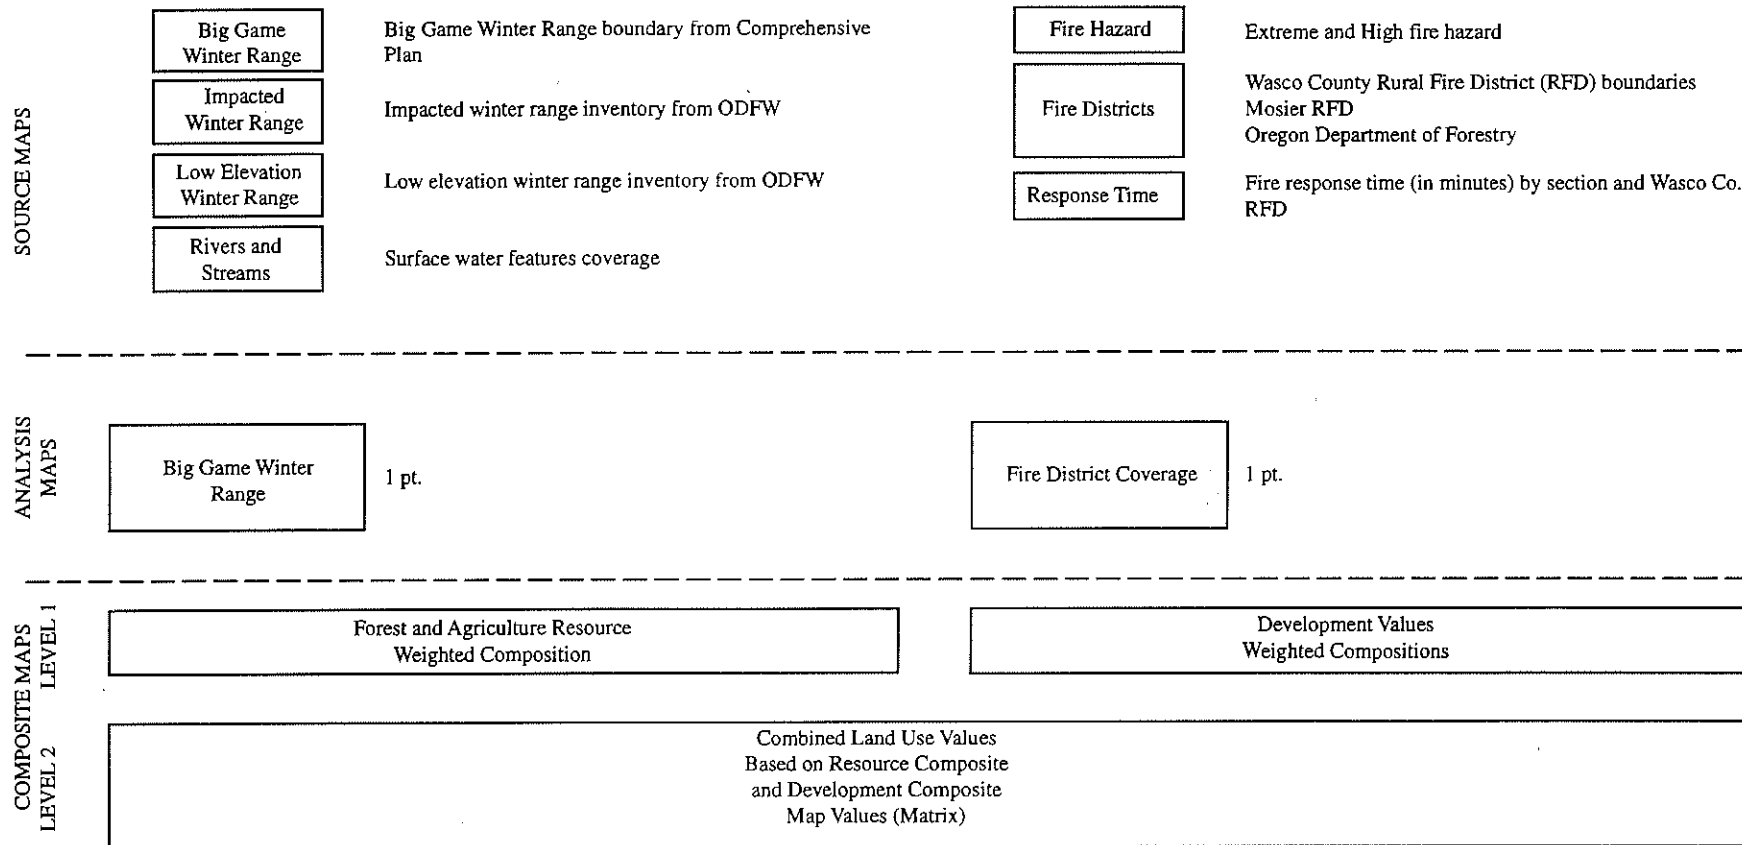 SOURCE MAPS
Big Game
Winter Range
Big Game Winter Range boundary from Comprehensive
Plan
Impacted
Winter Range
Impacted winter range inventory from ODFW
Low Elevation
Winter Range
Low elevation winter range inventory from ODFW
Rivers and
Streams
Surface water features coverage
Fire Hazard
Extreme and High fire hazard
Fire Districts
Wasco County Rural Fire District (RFD) boundaries
Mosier RFD
Oregon Department of Forestry
Response Time
Fire response time (in minutes) by section and Wasco Co.
RFD
ANALYSIS
MAPS
Big Game Winter
Range
1 pt.
Fire District Coverage
1 pt.
COMPOSITE MAPS
LEVEL 1
Forest and Agriculture Resource
Weighted Composition
Development Values
Weighted Compositions
LEVEL 2
Combined Land Use Values
Based on Resource Composite
and Development Composite
Map Values (Matrix)